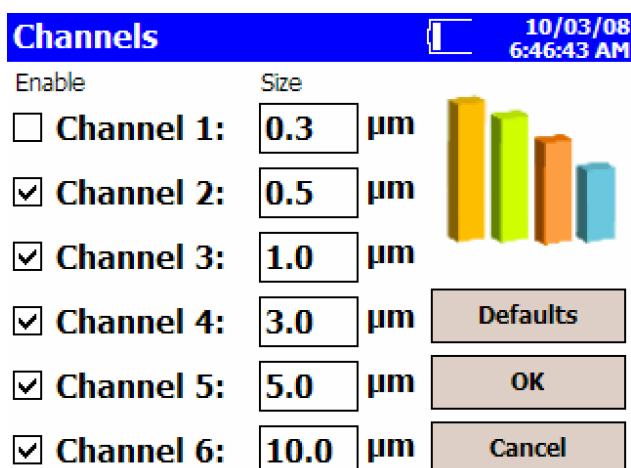 Channels
10/03/08
6:46:43 AM
Enable Size
Channel 1: 0.3 µm
Channel 2: 0.5 µm
Channel 3: 1.0 µm
Channel 4: 3.0 µm
Defaults
Channel 5: 5.0 µm
OK
Channel 6: 10.0 µm
Cancel